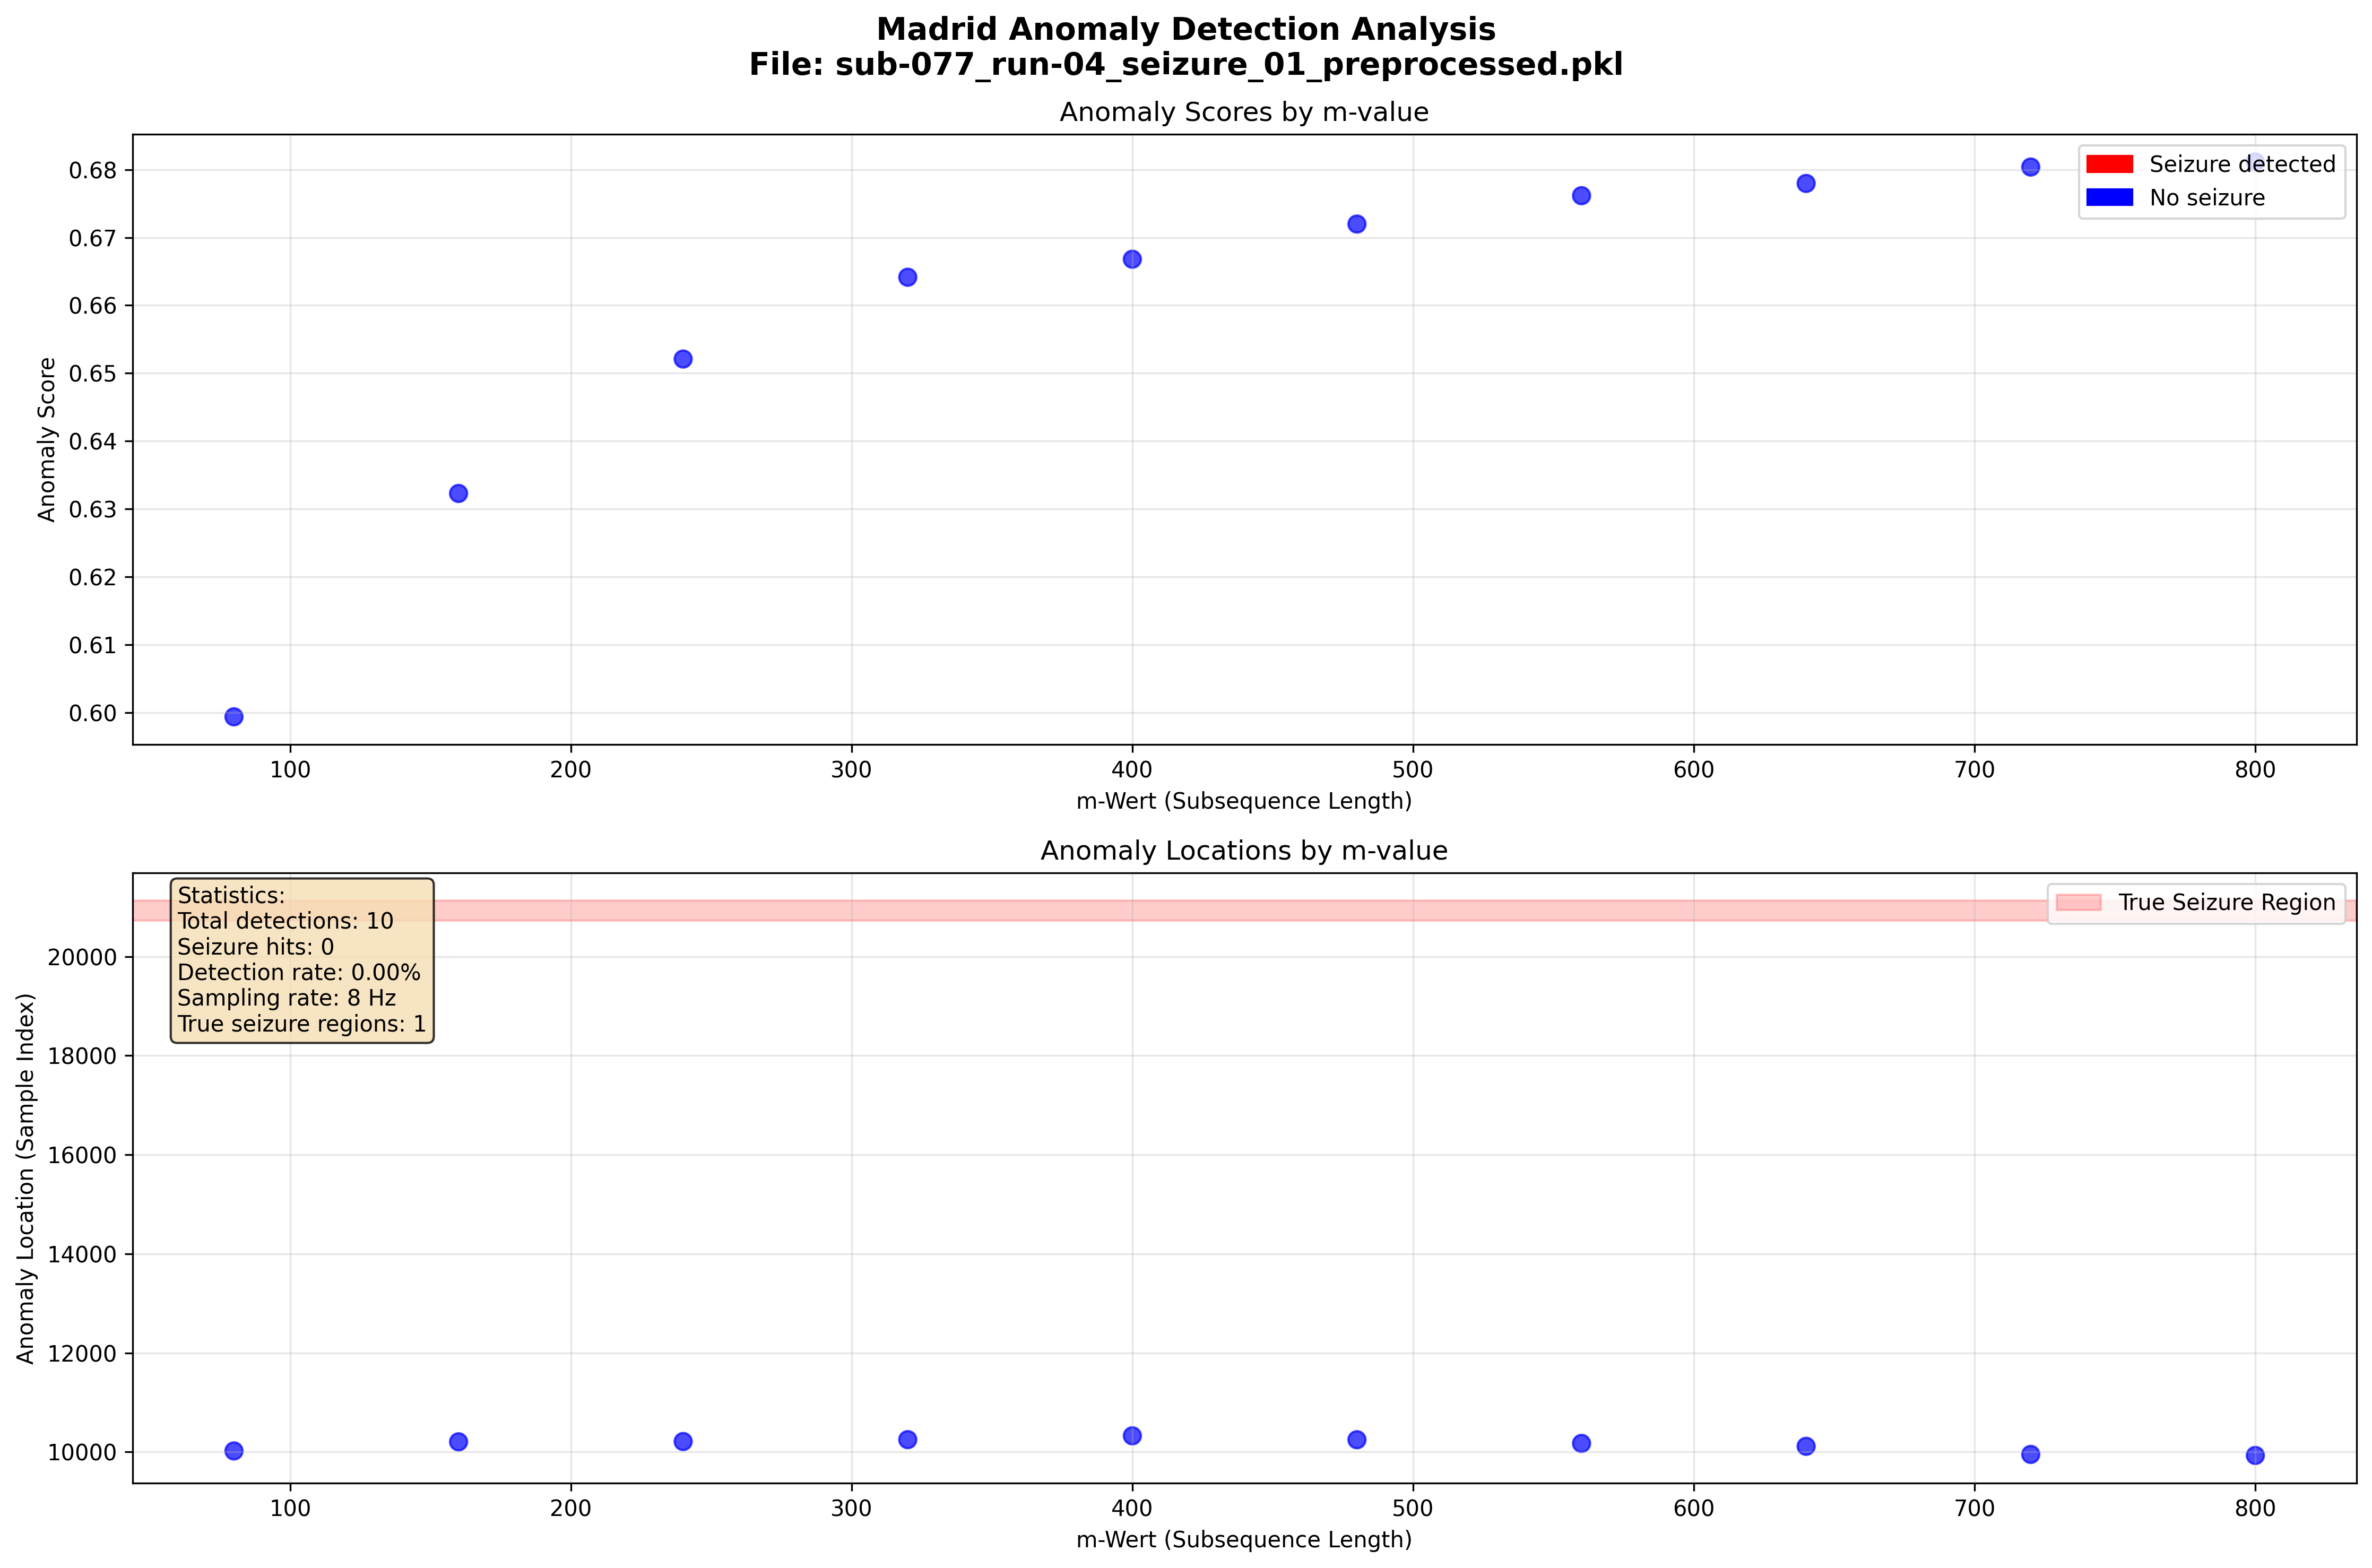 Madrid Anomaly Detection Analysis
File: sub-077_run-04_seizure_01_preprocessed.pkl
Anomaly Scores by m-value
Anomaly Score
0.68
0.67
0.66
0.65
0.64
0.63
0.62
0.61
0.60
Seizure detected
No seizure
100 200 300 400 500 600 700 800
m-Wert (Subsequence Length)
Anomaly Locations by m-value
Anomaly Location (Sample Index)
20000
18000
16000
14000
12000
10000
Statistics:
Total detections: 10
Seizure hits: 0
Detection rate: 0.00%
Sampling rate: 8 Hz
True seizure regions: 1
True Seizure Region
100 200 300 400 500 600 700 800
m-Wert (Subsequence Length)